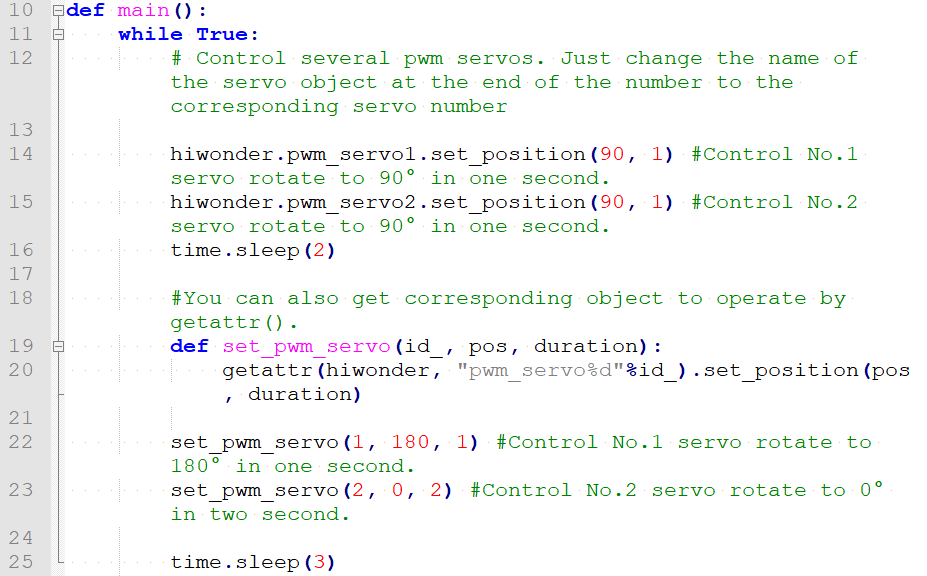 10 def main():
11 while True:
12 # Control several pwm servos. Just change the name of
the servo object at the end of the number to the
corresponding servo number
13
14 hiwonder.pwm_servo1.set_position(90, 1) #Control No.1
servo rotate to 90° in one second.
15 hiwonder.pwm_servo2.set_position(90, 1) #Control No.2
servo rotate to 90° in one second.
16 time.sleep(2)
17
18 #You can also get corresponding object to operate by
getattr().
19 def set_pwm_servo(id_, pos, duration):
20 getattr(hiwonder, "pwm_servo%d"%id_).set_position(pos
, duration)
21
22 set_pwm_servo(1, 180, 1) #Control No.1 servo rotate to
180° in one second.
23 set_pwm_servo(2, 0, 2) #Control No.2 servo rotate to 0°
in two second.
24
25 time.sleep(3)